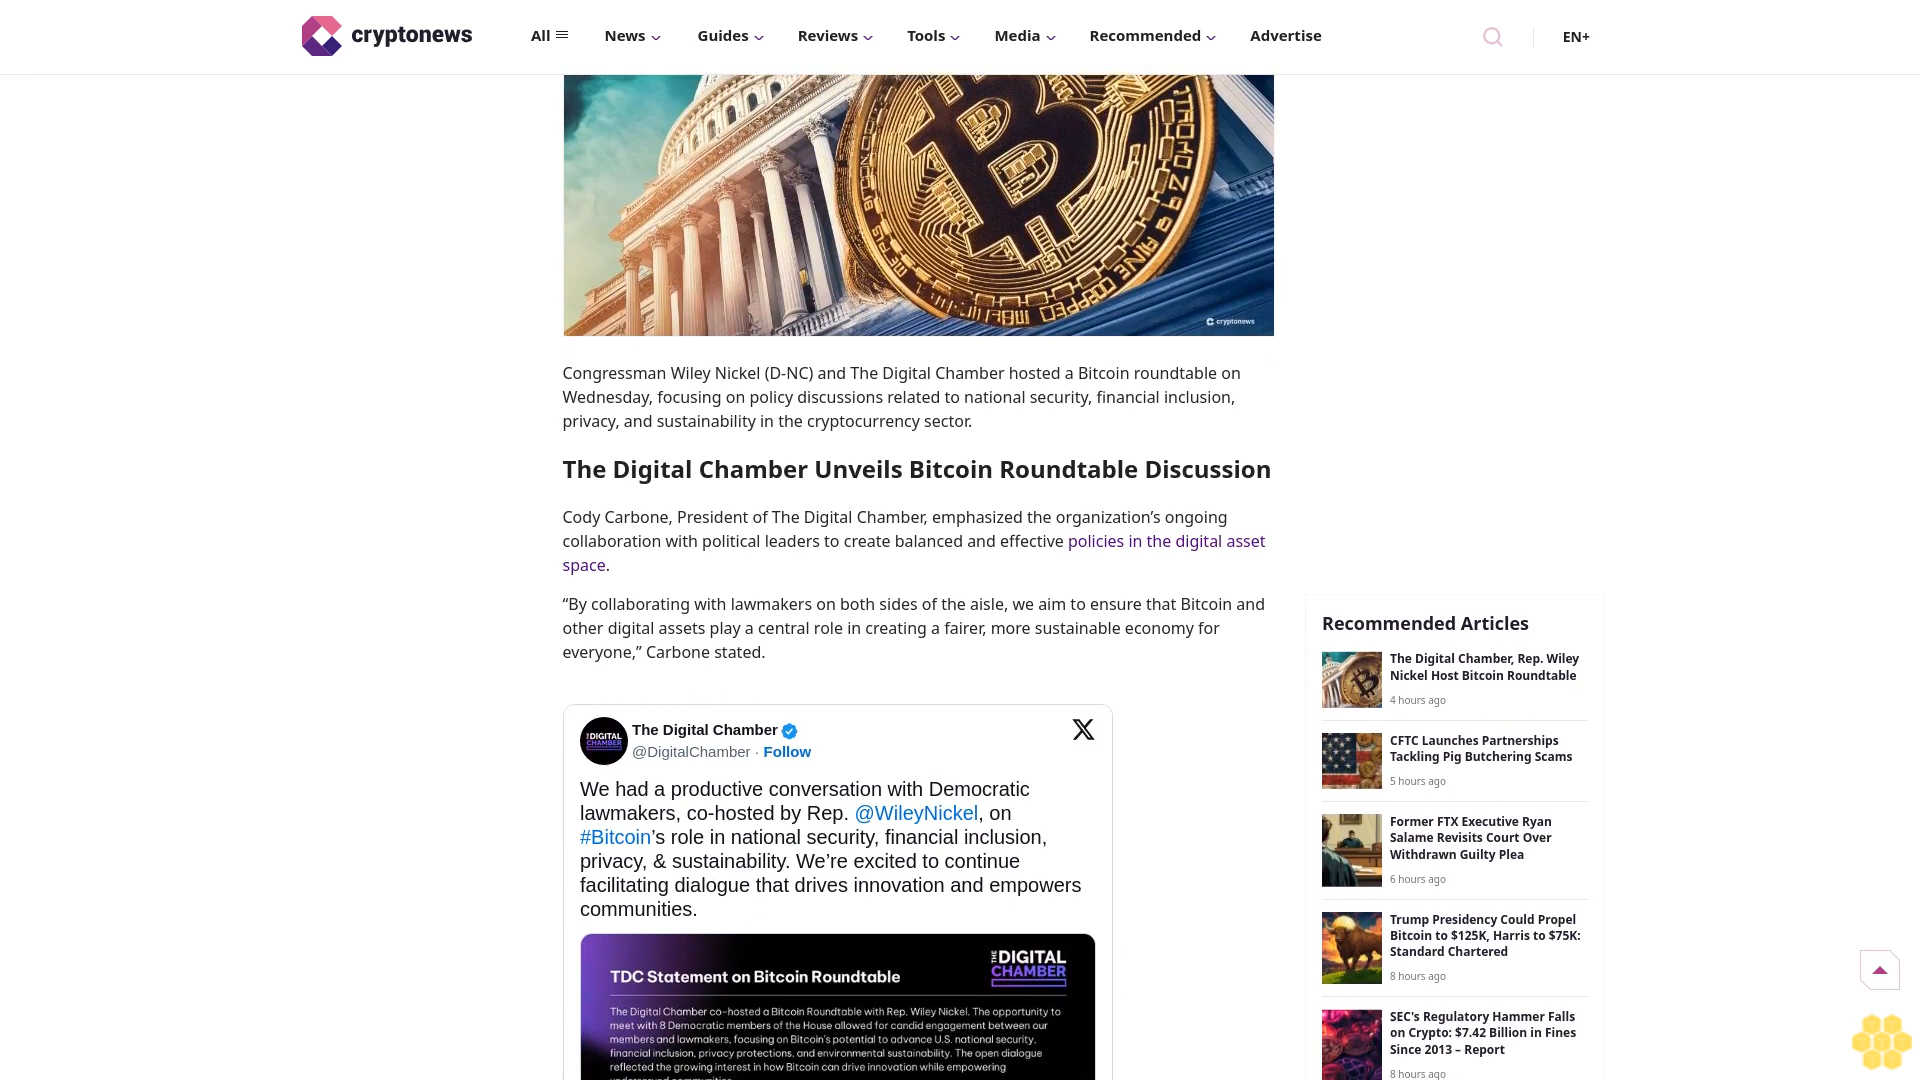 cryptonews
All
News
Guides
Reviews
Tools
Media
Recommended
Advertise
EN+
cryptonews
Congressman Wiley Nickel (D-NC) and The Digital Chamber hosted a Bitcoin roundtable on
Wednesday, focusing on policy discussions related to national security, financial inclusion,
privacy, and sustainability in the cryptocurrency sector.
The Digital Chamber Unveils Bitcoin Roundtable Discussion
Cody Carbone, President of The Digital Chamber, emphasized the organization’s ongoing
collaboration with political leaders to create balanced and effective policies in the digital asset
space.
“By collaborating with lawmakers on both sides of the aisle, we aim to ensure that Bitcoin and
other digital assets play a central role in creating a fairer, more sustainable economy for
everyone,” Carbone stated.
THE DIGITAL
CHAMBER
The Digital Chamber
@DigitalChamber · Follow
We had a productive conversation with Democratic
lawmakers, co-hosted by Rep. @WileyNickel, on
#Bitcoin’s role in national security, financial inclusion,
privacy, & sustainability. We’re excited to continue
facilitating dialogue that drives innovation and empowers
communities.
TDC Statement on Bitcoin Roundtable
THE DIGITAL
CHAMBER
The Digital Chamber co-hosted a Bitcoin Roundtable with Rep. Wiley Nickel. The opportunity to
meet with 8 Democratic members of the House allowed for candid engagement between our
members and lawmakers, focusing on Bitcoin's potential to advance U.S. national security,
financial inclusion, privacy protections, and environmental sustainability. The open dialogue
reflected the growing interest in how Bitcoin can drive innovation while empowering
Recommended Articles
The Digital Chamber, Rep. Wiley
Nickel Host Bitcoin Roundtable
4 hours ago
CFTC Launches Partnerships
Tackling Pig Butchering Scams
5 hours ago
Former FTX Executive Ryan
Salame Revisits Court Over
Withdrawn Guilty Plea
6 hours ago
Trump Presidency Could Propel
Bitcoin to $125K, Harris to $75K:
Standard Chartered
8 hours ago
SEC's Regulatory Hammer Falls
on Crypto: $7.42 Billion in Fines
Since 2013 – Report
8 hours ago